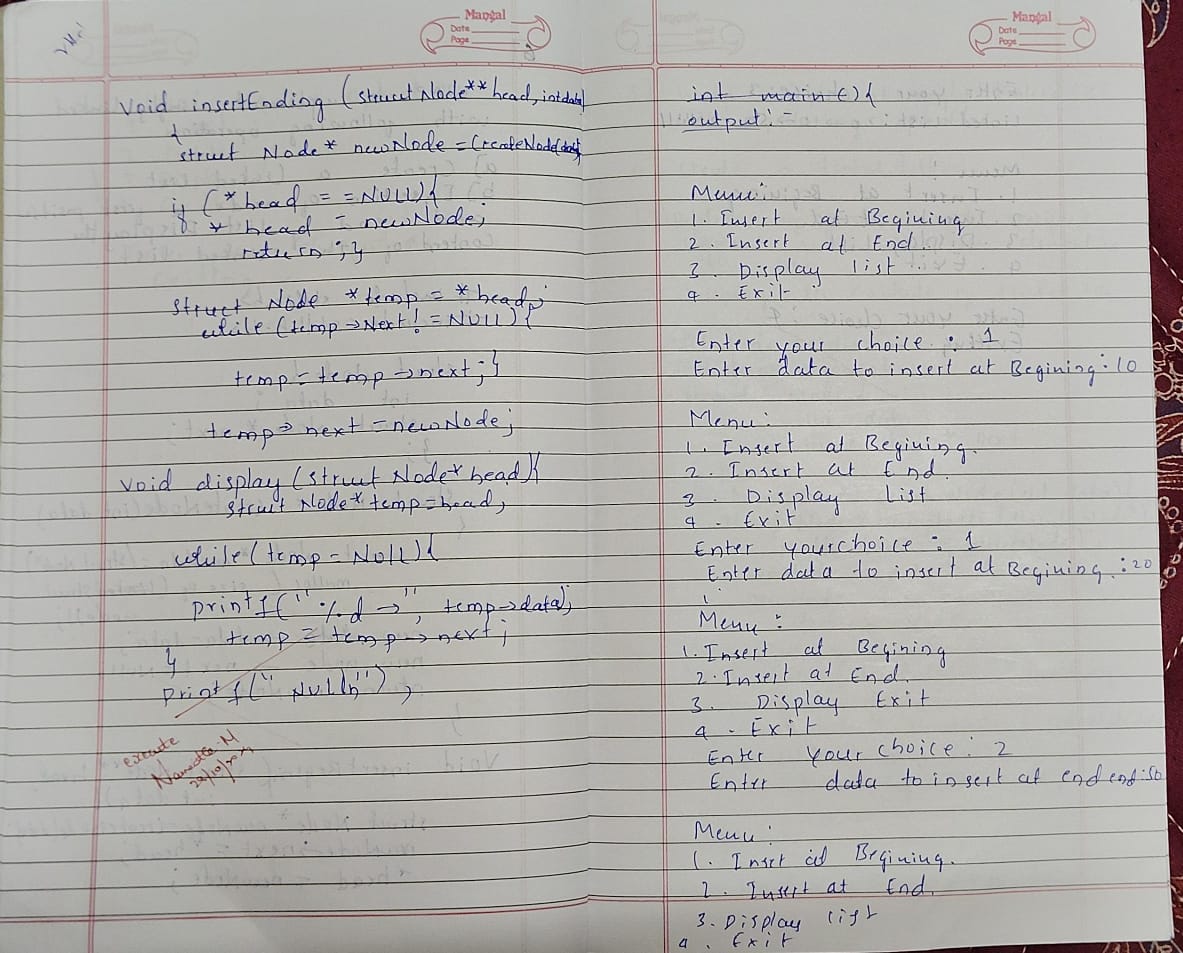 Mangal
Date
Page
Void insertEnding (struct Node** head, int data)
{
struct Node* newNode = CreateNode(data);
if (*head = = NULL){
* head = newNode;
return ; }
struct Node *temp = *head;
while (temp→Next! = NULL){
temp = temp→next; }
temp→next = newNode;
void display (struct Node* head){
struct Node* temp = head;
while (temp = NULL){
printf("%d →", temp→data);
temp = temp→next;
}
printf("NULL\n");
execute
Mangal
Date
Page
int main () {
output : -
Menu :
1. Insert at Begining
2. Insert at End.
3. Display list
4. Exit
Enter your choice : 1
Enter data to insert at Begining : 10
Menu :
1. Insert at Begining.
2. Insert at End.
3. Display List
4. Exit
Enter your choice : 1
Enter data to insert at Begining. : 20
Menu :
1. Insert at Begining
2. Insert at End.
3. Display Exit
4. Exit
Enter your choice : 2
Enter data to insert at end end : 50
Menu :
1. Insert at Begining.
2. Insert at End.
3. Display list
4. Exit